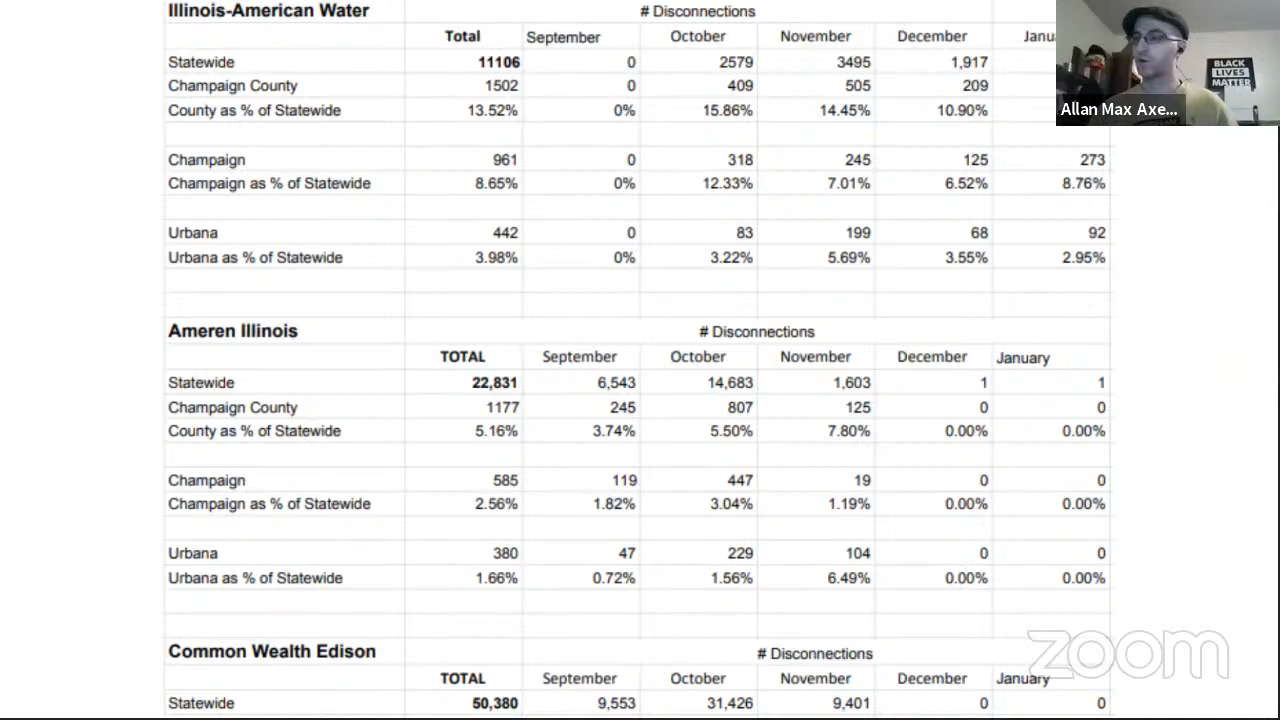 Illinois-American Water # Disconnections
Total September October November December Janu
Statewide 11106 0 2579 3495 1,917
Champaign County 1502 0 409 505 209
County as % of Statewide 13.52% 0% 15.86% 14.45% 10.90%
Champaign 961 0 318 245 125 273
Champaign as % of Statewide 8.65% 0% 12.33% 7.01% 6.52% 8.76%
Urbana 442 0 83 199 68 92
Urbana as % of Statewide 3.98% 0% 3.22% 5.69% 3.55% 2.95%
Ameren Illinois # Disconnections
TOTAL September October November December January
Statewide 22,831 6,543 14,683 1,603 1 1
Champaign County 1177 245 807 125 0 0
County as % of Statewide 5.16% 3.74% 5.50% 7.80% 0.00% 0.00%
Champaign 585 119 447 19 0 0
Champaign as % of Statewide 2.56% 1.82% 3.04% 1.19% 0.00% 0.00%
Urbana 380 47 229 104 0 0
Urbana as % of Statewide 1.66% 0.72% 1.56% 6.49% 0.00% 0.00%
Common Wealth Edison # Disconnections
TOTAL September October November December January
Statewide 50,380 9,553 31,426 9,401 0 0
BLACK
LIVES
MATTER
Allan Max Axe...
zoom